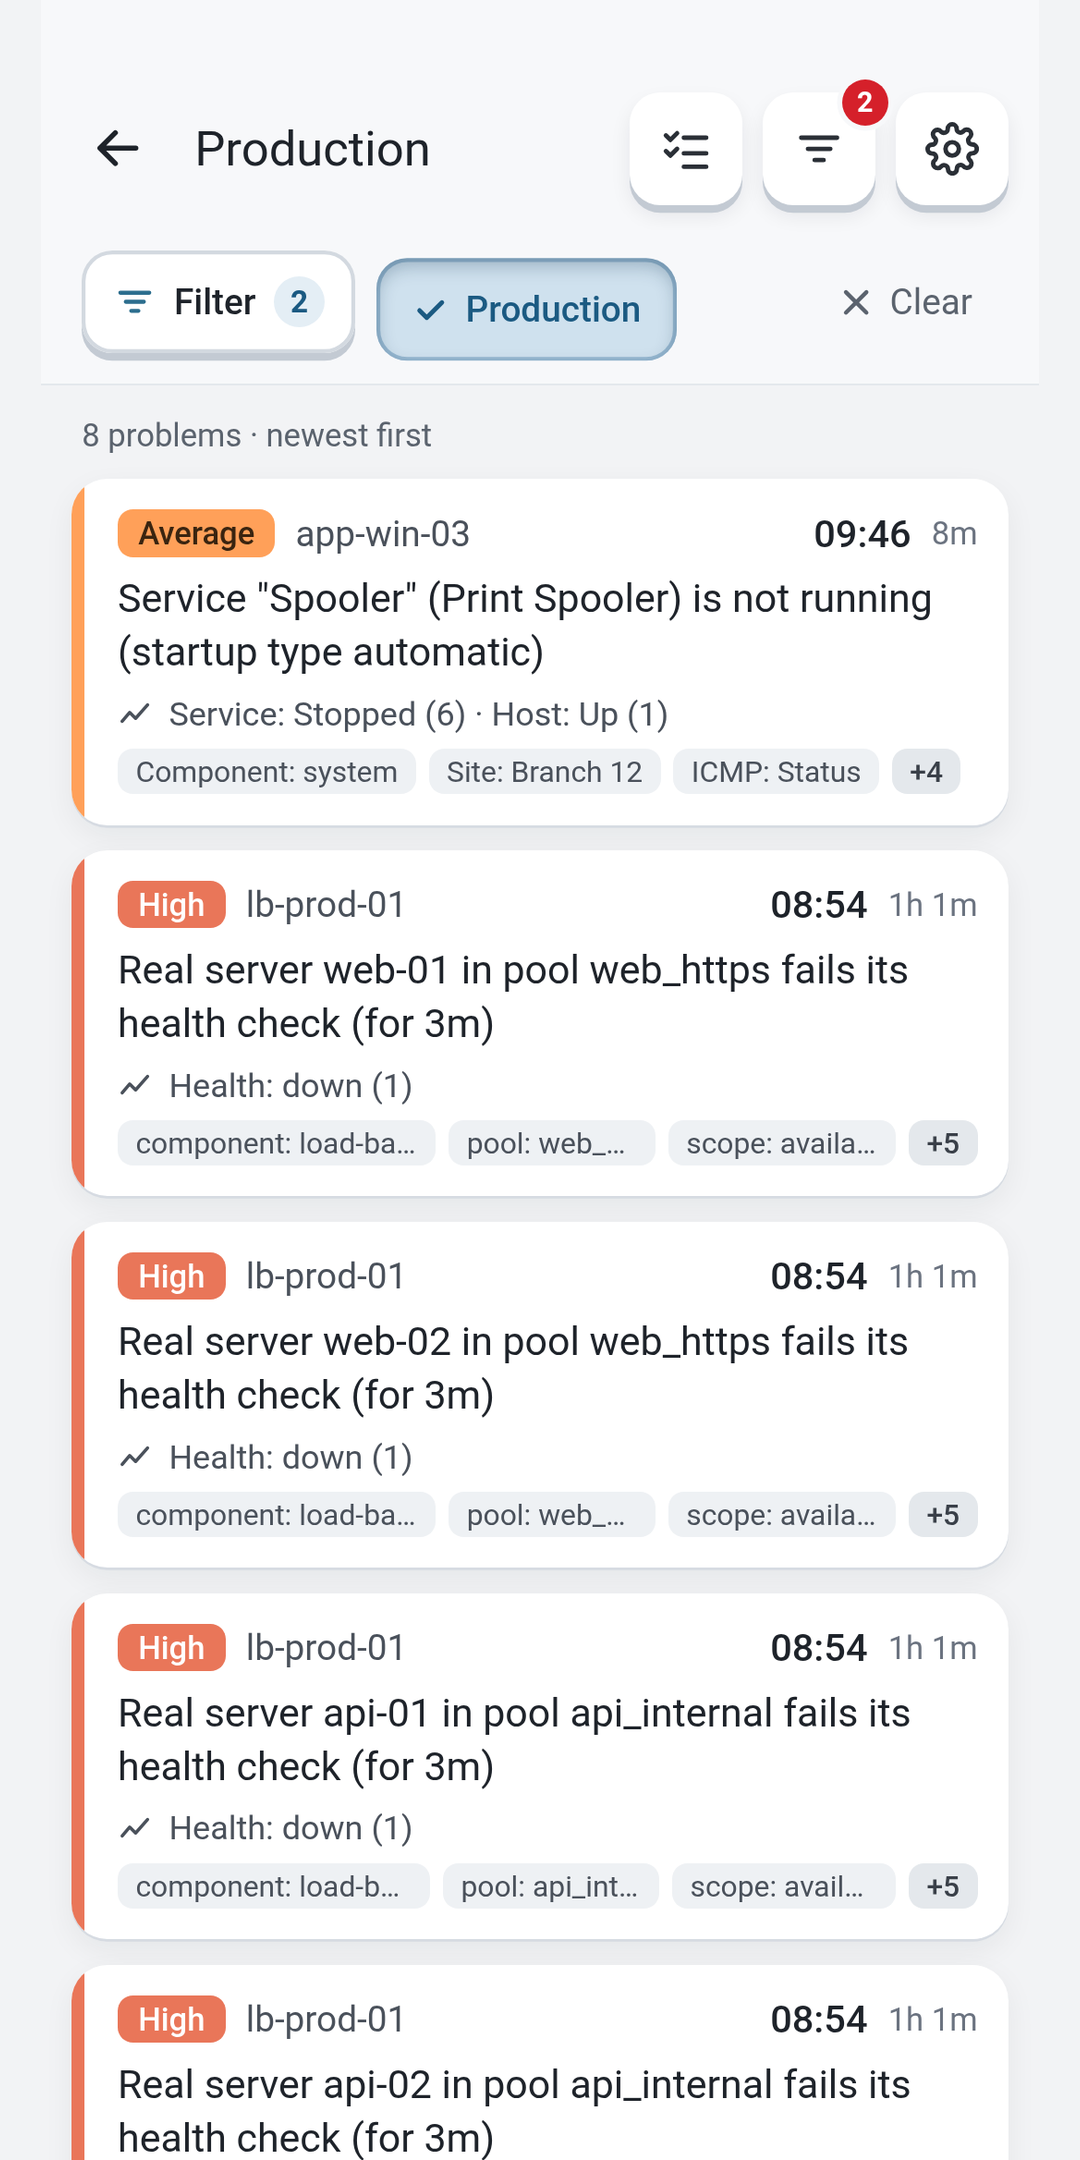 Production
2
Filter 2
Production
Clear
8 problems · newest first
Average app-win-03 09:46 8m
Service "Spooler" (Print Spooler) is not running
(startup type automatic)
Service: Stopped (6) · Host: Up (1)
Component: system Site: Branch 12 ICMP: Status +4
High lb-prod-01 08:54 1h 1m
Real server web-01 in pool web_https fails its
health check (for 3m)
Health: down (1)
component: load-ba... pool: web_... scope: availa... +5
High lb-prod-01 08:54 1h 1m
Real server web-02 in pool web_https fails its
health check (for 3m)
Health: down (1)
component: load-ba... pool: web_... scope: availa... +5
High lb-prod-01 08:54 1h 1m
Real server api-01 in pool api_internal fails its
health check (for 3m)
Health: down (1)
component: load-b... pool: api_int... scope: avail... +5
High lb-prod-01 08:54 1h 1m
Real server api-02 in pool api_internal fails its
health check (for 3m)